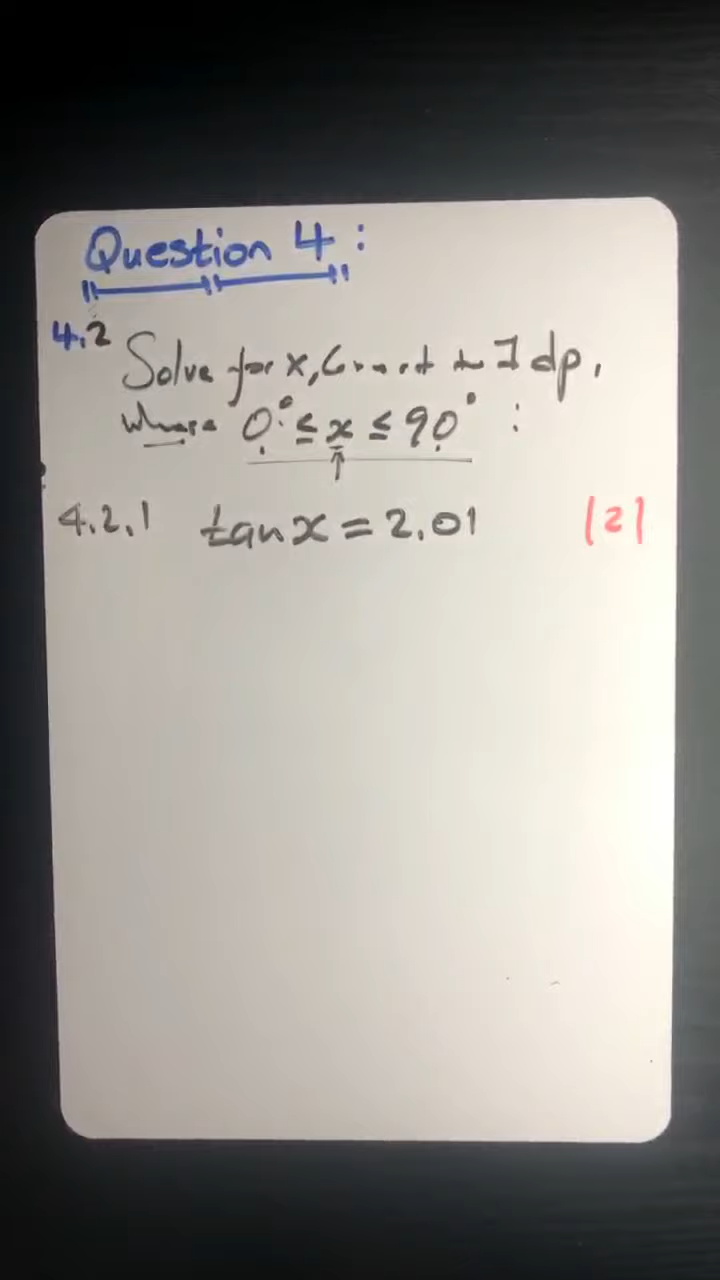 Question 4 :
4.2 Solve for x, Correct to 1 dp,
where 0° ≤ x ≤ 90° :
4.2.1 tan x = 2.01 [2]